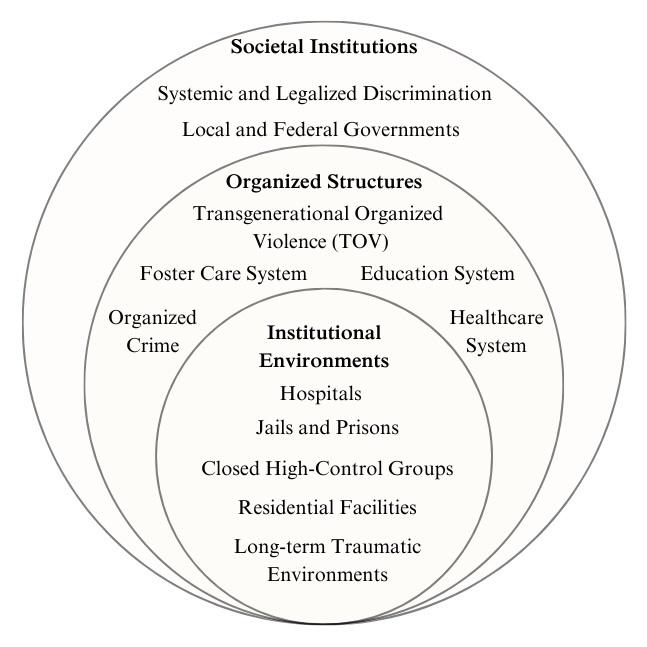 Societal Institutions
Systemic and Legalized Discrimination
Local and Federal Governments
Organized Structures
Transgenerational Organized
Violence (TOV)
Foster Care System
Education System
Organized
Crime
Healthcare
System
Institutional
Environments
Hospitals
Jails and Prisons
Closed High-Control Groups
Residential Facilities
Long-term Traumatic
Environments